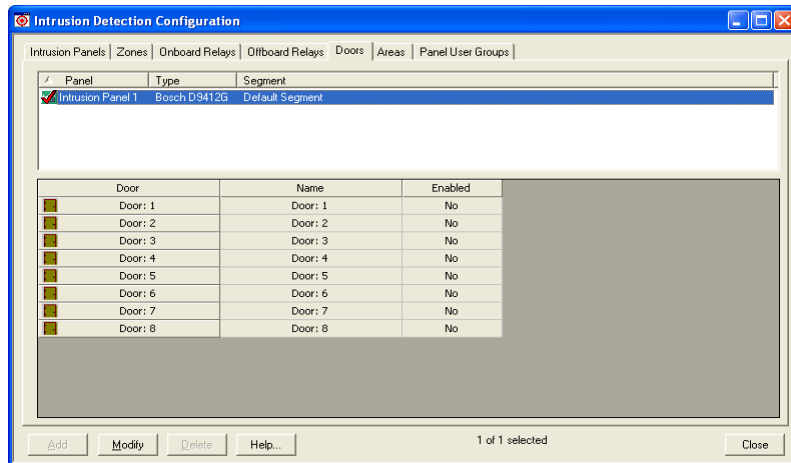 Intrusion Detection Configuration
Intrusion Panels Zones Onboard Relays Offboard Relays Doors Areas Panel User Groups
Panel Type Segment
Intrusion Panel 1 Bosch D9412G Default Segment
Door Name Enabled
Door: 1 Door: 1 No
Door: 2 Door: 2 No
Door: 3 Door: 3 No
Door: 4 Door: 4 No
Door: 5 Door: 5 No
Door: 6 Door: 6 No
Door: 7 Door: 7 No
Door: 8 Door: 8 No
Add Modify Delete Help... 1 of 1 selected Close